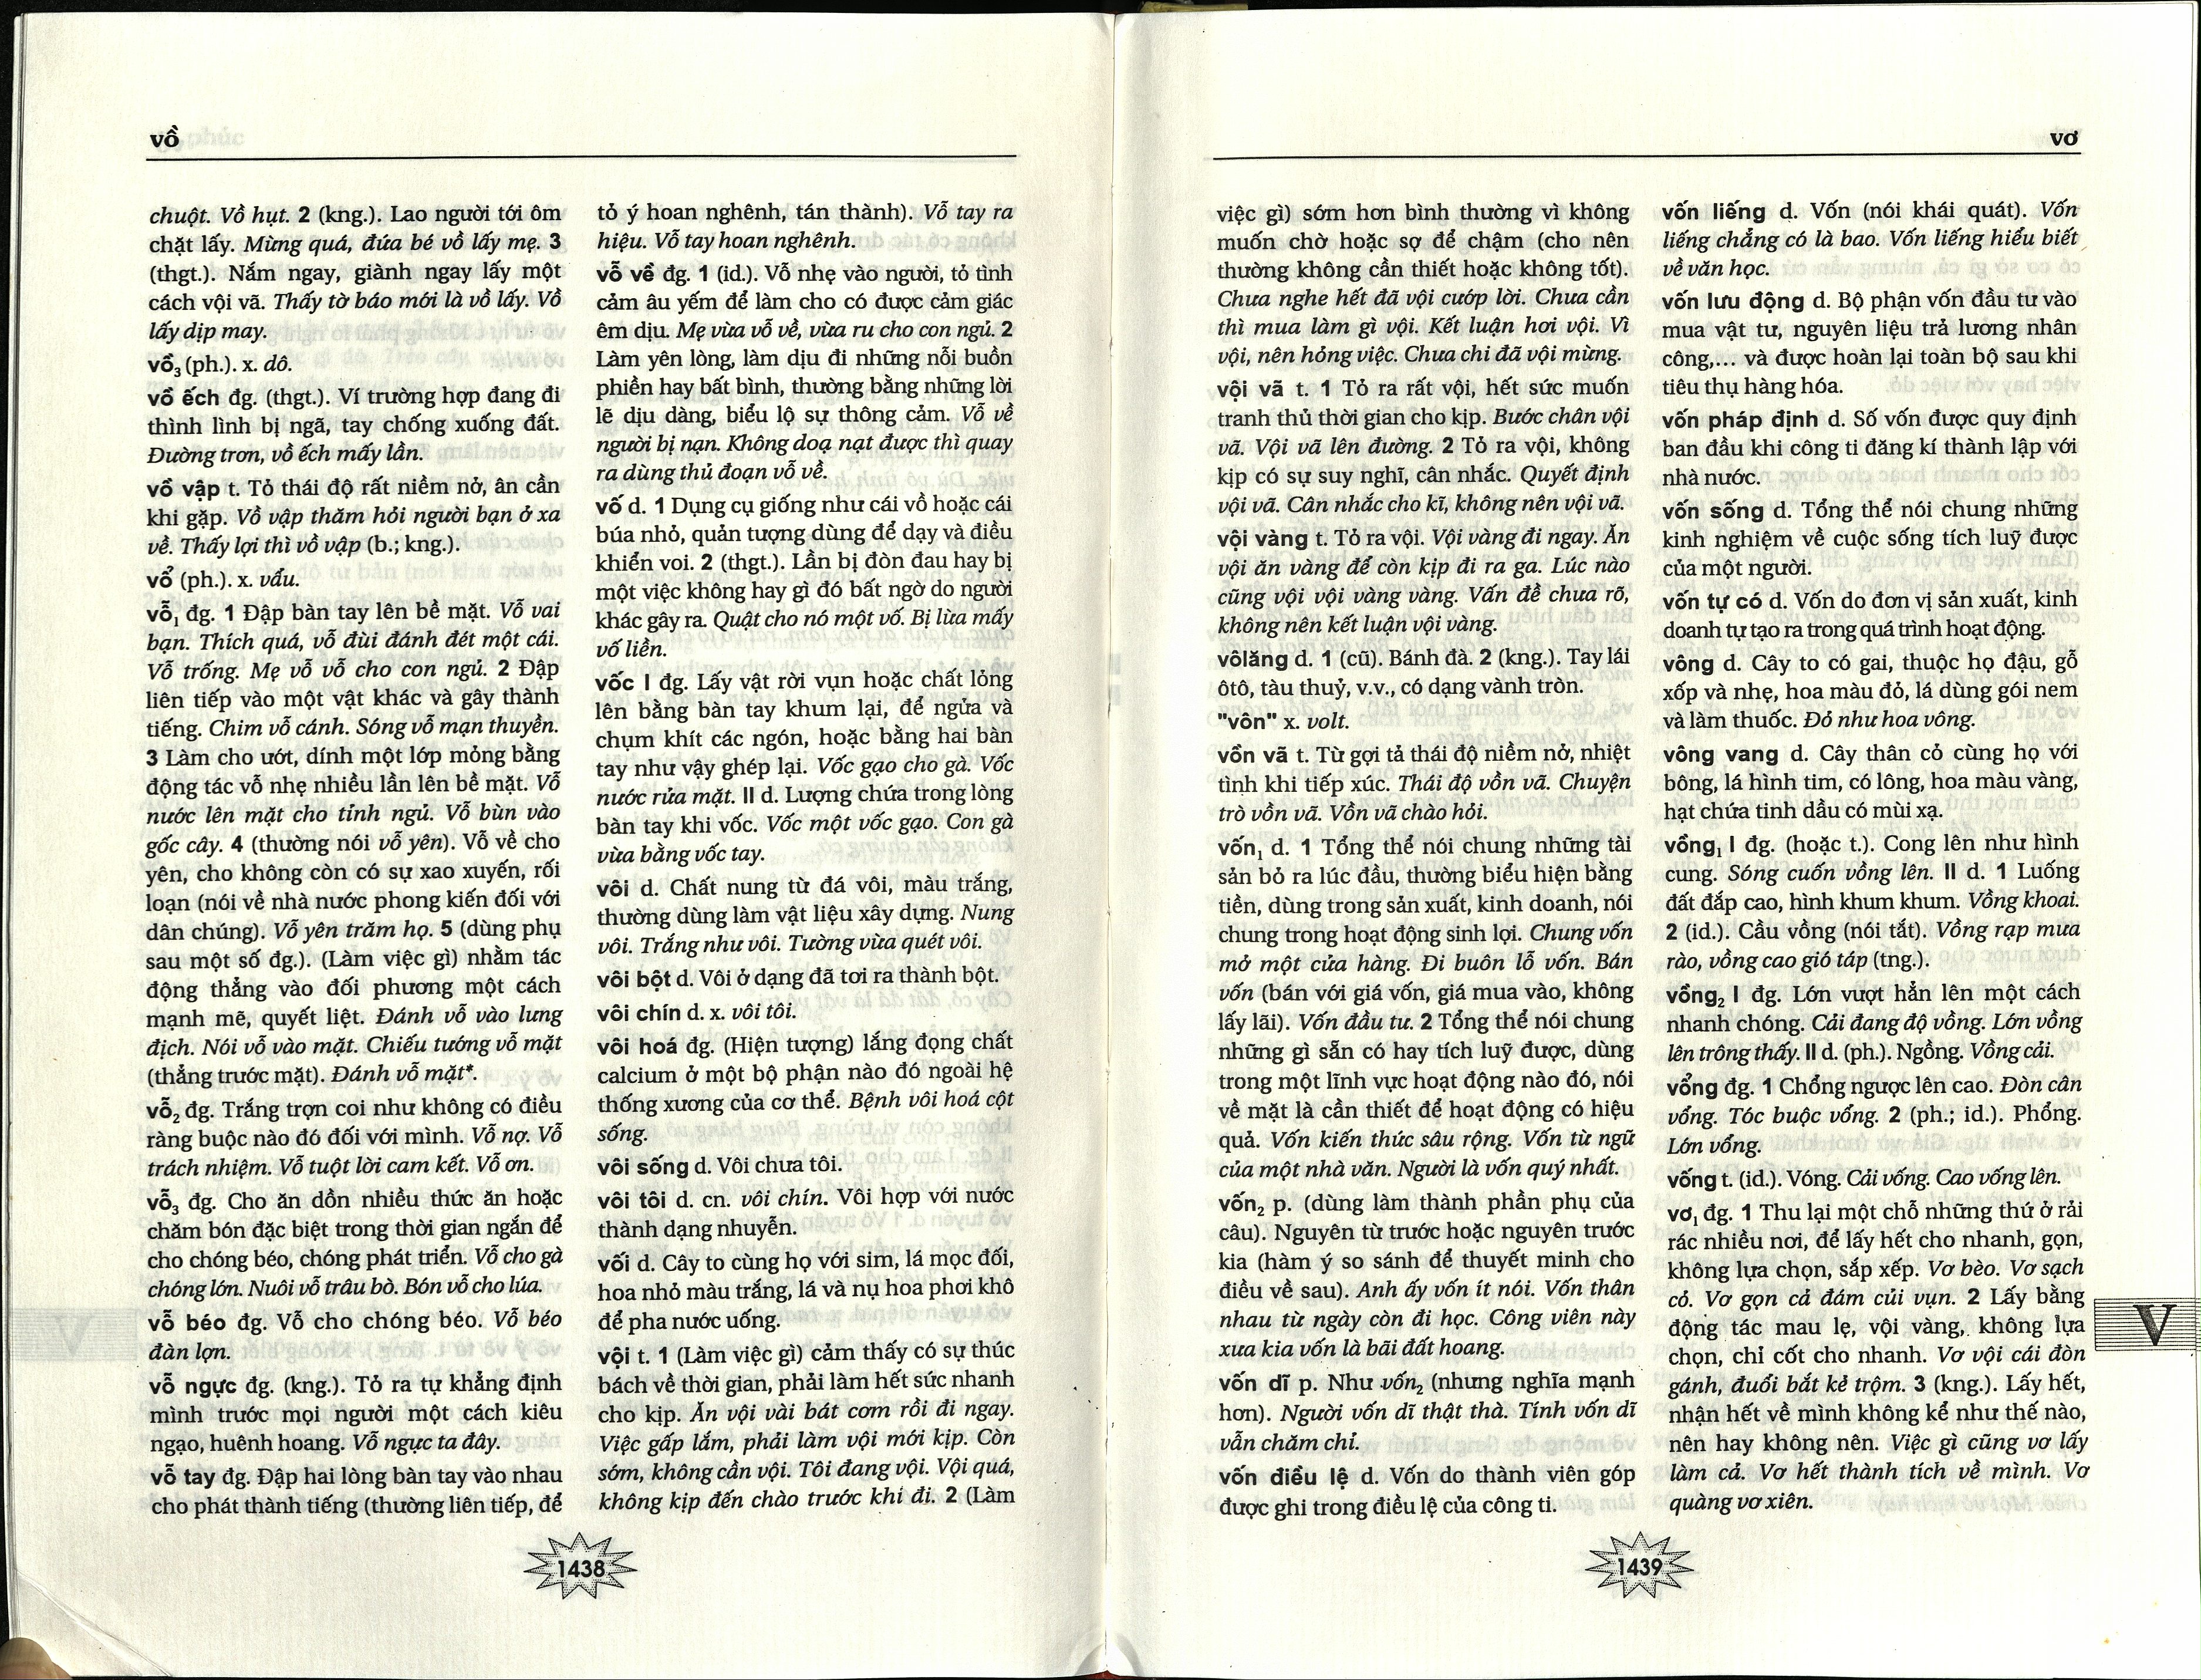 vồ
chuột. Vồ hụt. 2 (kng.). Lao người tới ôm
chặt lấy. Mừng quá, đứa bé vồ lấy mẹ. 3
(thgt.). Nắm ngay, giành ngay lấy một
cách vội vã. Thấy tờ báo mới là vồ lấy. Vồ
lấy dịp may.
vồ₃ (ph.). x. dô.
vồ ếch đg. (thgt.). Ví trường hợp đang đi
thình lình bị ngã, tay chống xuống đất.
Đường trơn, vồ ếch mấy lần.
vồ vập t. Tỏ thái độ rất niềm nở, ân cần
khi gặp. Vồ vập thăm hỏi người bạn ở xa
về. Thấy lợi thì vồ vập (b.; kng.).
vổ (ph.). x. vẩu.
vỗ₁ đg. 1 Đập bàn tay lên bề mặt. Vỗ vai
bạn. Thích quá, vỗ đùi đánh đét một cái.
Vỗ trống. Mẹ vỗ vỗ cho con ngủ. 2 Đập
liên tiếp vào một vật khác và gây thành
tiếng. Chim vỗ cánh. Sóng vỗ mạn thuyền.
3 Làm cho ướt, dính một lớp mỏng bằng
động tác vỗ nhẹ nhiều lần lên bề mặt. Vỗ
nước lên mặt cho tỉnh ngủ. Vỗ bùn vào
gốc cây. 4 (thường nói vỗ yên). Vỗ về cho
yên, cho không còn có sự xao xuyến, rối
loạn (nói về nhà nước phong kiến đối với
dân chúng). Vỗ yên trăm họ. 5 (dùng phụ
sau một số đg.). (Làm việc gì) nhằm tác
động thẳng vào đối phương một cách
mạnh mẽ, quyết liệt. Đánh vỗ vào lưng
địch. Nói vỗ vào mặt. Chiếu tướng vỗ mặt
(thẳng trước mặt). Đánh vỗ mặt*.
vỗ₂ đg. Trắng trợn coi như không có điều
ràng buộc nào đó đối với mình. Vỗ nợ. Vỗ
trách nhiệm. Vỗ tuột lời cam kết. Vỗ ơn.
vỗ₃ đg. Cho ăn dồn nhiều thức ăn hoặc
chăm bón đặc biệt trong thời gian ngắn để
cho chóng béo, chóng phát triển. Vỗ cho gà
chóng lớn. Nuôi vỗ trâu bò. Bón vỗ cho lúa.
vỗ béo đg. Vỗ cho chóng béo. Vỗ béo
đàn lợn.
vỗ ngực đg. (kng.). Tỏ ra tự khẳng định
mình trước mọi người một cách kiêu
ngạo, huênh hoang. Vỗ ngực ta đây.
vỗ tay đg. Đập hai lòng bàn tay vào nhau
cho phát thành tiếng (thường liên tiếp, để
tỏ ý hoan nghênh, tán thành). Vỗ tay ra
hiệu. Vỗ tay hoan nghênh.
vỗ về đg. 1 (id.). Vỗ nhẹ vào người, tỏ tình
cảm âu yếm để làm cho có được cảm giác
êm dịu. Mẹ vừa vỗ về, vừa ru cho con ngủ. 2
Làm yên lòng, làm dịu đi những nỗi buồn
phiền hay bất bình, thường bằng những lời
lẽ dịu dàng, biểu lộ sự thông cảm. Vỗ về
người bị nạn. Không doạ nạt được thì quay
ra dùng thủ đoạn vỗ về.
vố d. 1 Dụng cụ giống như cái vồ hoặc cái
búa nhỏ, quản tượng dùng để dạy và điều
khiển voi. 2 (thgt.). Lần bị đòn đau hay bị
một việc không hay gì đó bất ngờ do người
khác gây ra. Quật cho nó một vố. Bị lừa mấy
vố liền.
vốc I đg. Lấy vật rời vụn hoặc chất lỏng
lên bằng bàn tay khum lại, để ngửa và
chụm khít các ngón, hoặc bằng hai bàn
tay như vậy ghép lại. Vốc gạo cho gà. Vốc
nước rửa mặt. II d. Lượng chứa trong lòng
bàn tay khi vốc. Vốc một vốc gạo. Con gà
vừa bằng vốc tay.
vôi d. Chất nung từ đá vôi, màu trắng,
thường dùng làm vật liệu xây dựng. Nung
vôi. Trắng như vôi. Tường vừa quét vôi.
vôi bột d. Vôi ở dạng đã tơi ra thành bột.
vôi chín d. x. vôi tôi.
vôi hoá đg. (Hiện tượng) lắng đọng chất
calcium ở một bộ phận nào đó ngoài hệ
thống xương của cơ thể. Bệnh vôi hoá cột
sống.
vôi sống d. Vôi chưa tôi.
vôi tôi d. cn. vôi chín. Vôi hợp với nước
thành dạng nhuyễn.
vối d. Cây to cùng họ với sim, lá mọc đối,
hoa nhỏ màu trắng, lá và nụ hoa phơi khô
để pha nước uống.
vội t. 1 (Làm việc gì) cảm thấy có sự thúc
bách về thời gian, phải làm hết sức nhanh
cho kịp. Ăn vội vài bát cơm rồi đi ngay.
Việc gấp lắm, phải làm vội mới kịp. Còn
sớm, không cần vội. Tôi đang vội. Vội quá,
không kịp đến chào trước khi đi. 2 (Làm
1438
vơ
việc gì) sớm hơn bình thường vì không
muốn chờ hoặc sợ để chậm (cho nên
thường không cần thiết hoặc không tốt).
Chưa nghe hết đã vội cướp lời. Chưa cần
thì mua làm gì vội. Kết luận hơi vội. Vì
vội, nên hỏng việc. Chưa chi đã vội mừng.
vội vã t. 1 Tỏ ra rất vội, hết sức muốn
tranh thủ thời gian cho kịp. Bước chân vội
vã. Vội vã lên đường. 2 Tỏ ra vội, không
kịp có sự suy nghĩ, cân nhắc. Quyết định
vội vã. Cân nhắc cho kĩ, không nên vội vã.
vội vàng t. Tỏ ra vội. Vội vàng đi ngay. Ăn
vội ăn vàng để còn kịp đi ra ga. Lúc nào
cũng vội vội vàng vàng. Vấn đề chưa rõ,
không nên kết luận vội vàng.
vôlăng d. 1 (cũ). Bánh đà. 2 (kng.). Tay lái
ôtô, tàu thuỷ, v.v., có dạng vành tròn.
"vôn" x. volt.
vồn vã t. Từ gợi tả thái độ niềm nở, nhiệt
tình khi tiếp xúc. Thái độ vồn vã. Chuyện
trò vồn vã. Vồn vã chào hỏi.
vốn₁ d. 1 Tổng thể nói chung những tài
sản bỏ ra lúc đầu, thường biểu hiện bằng
tiền, dùng trong sản xuất, kinh doanh, nói
chung trong hoạt động sinh lợi. Chung vốn
mở một cửa hàng. Đi buôn lỗ vốn. Bán
vốn (bán với giá vốn, giá mua vào, không
lấy lãi). Vốn đầu tư. 2 Tổng thể nói chung
những gì sẵn có hay tích luỹ được, dùng
trong một lĩnh vực hoạt động nào đó, nói
về mặt là cần thiết để hoạt động có hiệu
quả. Vốn kiến thức sâu rộng. Vốn từ ngữ
của một nhà văn. Người là vốn quý nhất.
vốn₂ p. (dùng làm thành phần phụ của
câu). Nguyên từ trước hoặc nguyên trước
kia (hàm ý so sánh để thuyết minh cho
điều về sau). Anh ấy vốn ít nói. Vốn thân
nhau từ ngày còn đi học. Công viên này
xưa kia vốn là bãi đất hoang.
vốn dĩ p. Như vốn₂ (nhưng nghĩa mạnh
hơn). Người vốn dĩ thật thà. Tính vốn dĩ
vẫn chăm chỉ.
vốn điều lệ d. Vốn do thành viên góp
được ghi trong điều lệ của công ti.
vốn liếng d. Vốn (nói khái quát). Vốn
liếng chẳng có là bao. Vốn liếng hiểu biết
về văn học.
vốn lưu động d. Bộ phận vốn đầu tư vào
mua vật tư, nguyên liệu trả lương nhân
công,... và được hoàn lại toàn bộ sau khi
tiêu thụ hàng hóa.
vốn pháp định d. Số vốn được quy định
ban đầu khi công ti đăng kí thành lập với
nhà nước.
vốn sống d. Tổng thể nói chung những
kinh nghiệm về cuộc sống tích luỹ được
của một người.
vốn tự có d. Vốn do đơn vị sản xuất, kinh
doanh tự tạo ra trong quá trình hoạt động.
vông d. Cây to có gai, thuộc họ đậu, gỗ
xốp và nhẹ, hoa màu đỏ, lá dùng gói nem
và làm thuốc. Đỏ như hoa vông.
vông vang d. Cây thân cỏ cùng họ với
bông, lá hình tim, có lông, hoa màu vàng,
hạt chứa tinh dầu có mùi xạ.
vồng₁ I đg. (hoặc t.). Cong lên như hình
cung. Sóng cuốn vồng lên. II d. 1 Luống
đất đắp cao, hình khum khum. Vồng khoai.
2 (id.). Cầu vồng (nói tắt). Vồng rạp mưa
rào, vồng cao gió táp (tng.).
vồng₂ I đg. Lớn vượt hẳn lên một cách
nhanh chóng. Cải đang độ vồng. Lớn vồng
lên trông thấy. II d. (ph.). Ngồng. Vồng cải.
vổng đg. 1 Chổng ngược lên cao. Đòn cân
vổng. Tóc buộc vổng. 2 (ph.; id.). Phổng.
Lớn vổng.
vống t. (id.). Vóng. Cải vống. Cao vống lên.
vơ₁ đg. 1 Thu lại một chỗ những thứ ở rải
rác nhiều nơi, để lấy hết cho nhanh, gọn,
không lựa chọn, sắp xếp. Vơ bèo. Vơ sạch
cỏ. Vơ gọn cả đám củi vụn. 2 Lấy bằng
động tác mau lẹ, vội vàng, không lựa
chọn, chỉ cốt cho nhanh. Vơ vội cái đòn
gánh, đuổi bắt kẻ trộm. 3 (kng.). Lấy hết,
nhận hết về mình không kể như thế nào,
nên hay không nên. Việc gì cũng vơ lấy
làm cả. Vơ hết thành tích về mình. Vơ
quàng vơ xiên.
V
1439